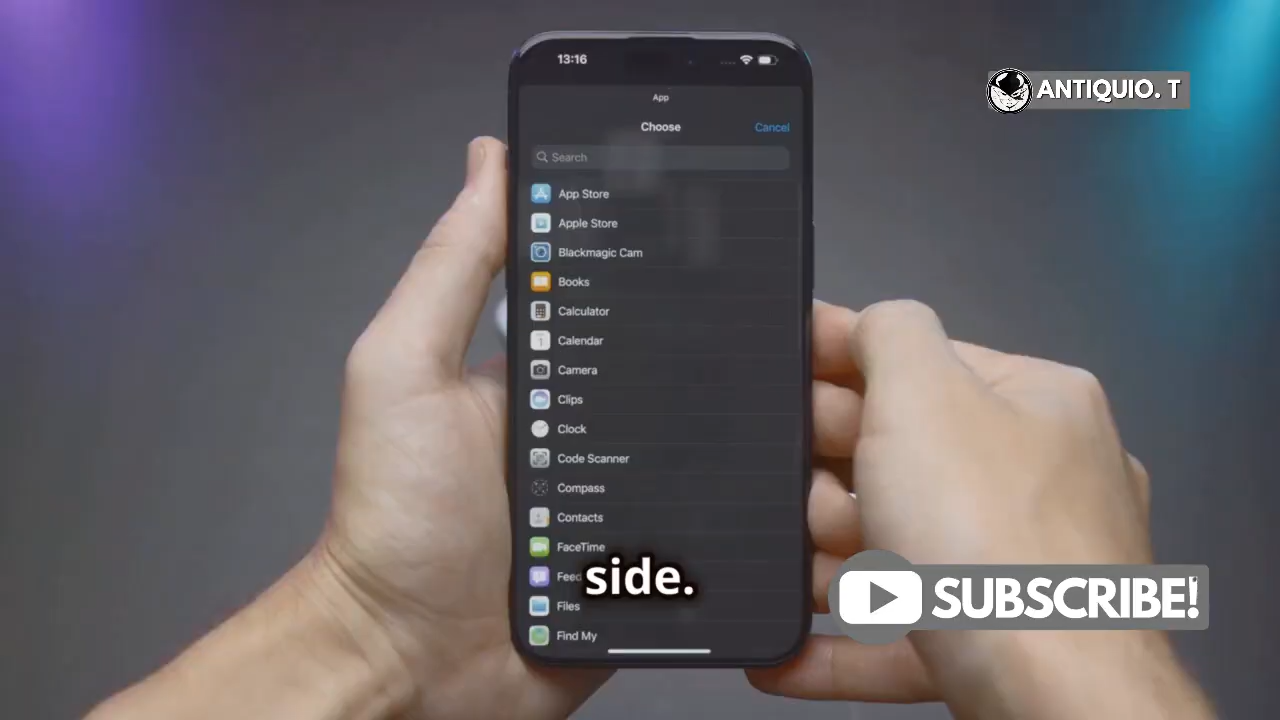 13:16
ANTIQUIO. T
App
Choose
Cancel
Search
App Store
Apple Store
Blackmagic Cam
Books
Calculator
Calendar
Camera
Clips
Clock
Code Scanner
Compass
Contacts
FaceTime
side.
Files
Find My
SUBSCRIBE!